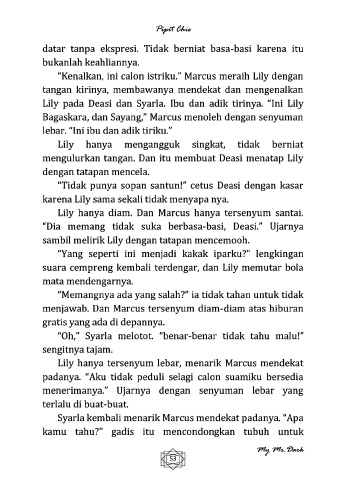 Pipit Chie
datar tanpa ekspresi. Tidak berniat basa-basi karena itu
bukanlah keahliannya.
“Kenalkan, ini calon istriku.” Marcus meraih Lily dengan
tangan kirinya, membawanya mendekat dan mengenalkan
Lily pada Deasi dan Syarla. Ibu dan adik tirinya. “Ini Lily
Bagaskara, dan Sayang,” Marcus menoleh dengan senyuman
lebar. “Ini ibu dan adik tiriku.”
Lily hanya mengangguk singkat, tidak berniat
mengulurkan tangan. Dan itu membuat Deasi menatap Lily
dengan tatapan mencela.
“Tidak punya sopan santun!” cetus Deasi dengan kasar
karena Lily sama sekali tidak menyapa nya.
Lily hanya diam. Dan Marcus hanya tersenyum santai.
“Dia memang tidak suka berbasa-basi, Deasi.” Ujarnya
sambil melirik Lily dengan tatapan mencemooh.
“Yang seperti ini menjadi kakak iparku?” lengkingan
suara cempreng kembali terdengar, dan Lily memutar bola
mata mendengarnya.
“Memangnya ada yang salah?” ia tidak tahan untuk tidak
menjawab. Dan Marcus tersenyum diam-diam atas hiburan
gratis yang ada di depannya.
“Oh,” Syarla melotot. “benar-benar tidak tahu malu!”
sengitnya tajam.
Lily hanya tersenyum lebar, menarik Marcus mendekat
padanya. “Aku tidak peduli selagi calon suamiku bersedia
menerimanya.” Ujarnya dengan senyuman lebar yang
terlalu di buat-buat.
Syarla kembali menarik Marcus mendekat padanya. “Apa
kamu tahu?” gadis itu mencondongkan tubuh untuk
My Mr. Dark
53